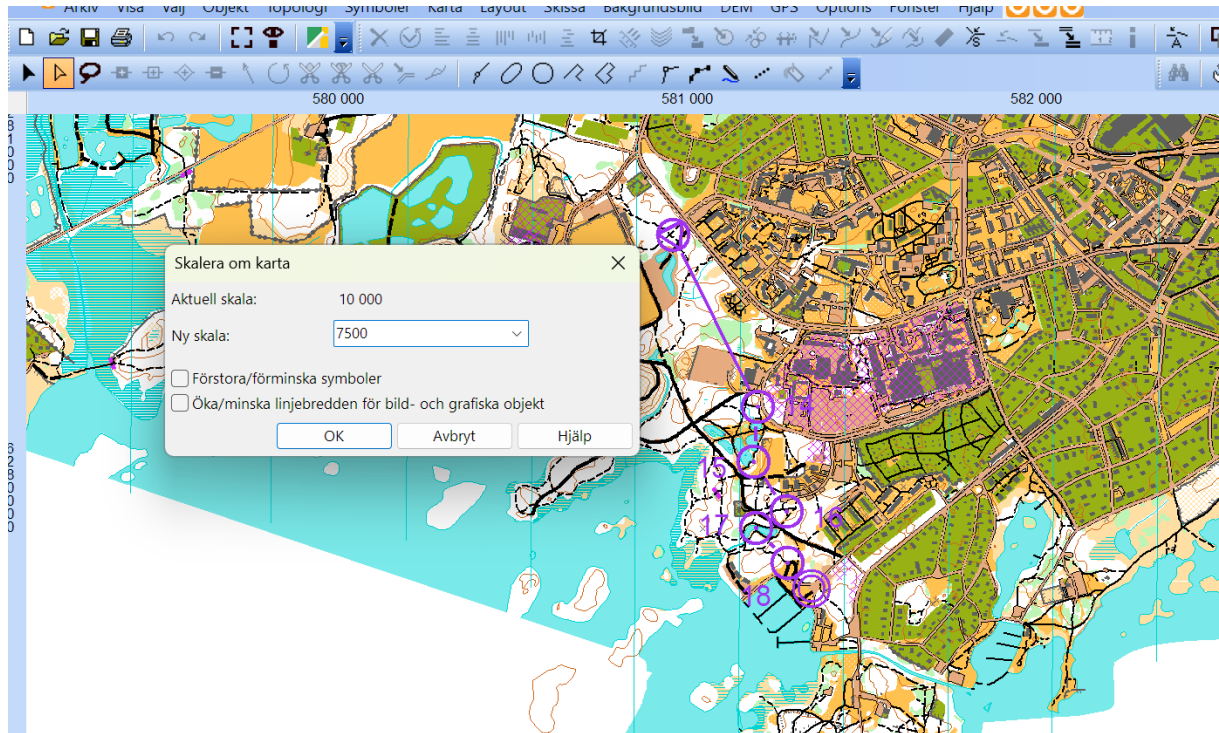 Arkiv Visa Välj Objekt Topologi Symboler Karta Layout Skissa Bakgrundsbild DEM GPS Options Fönster Hjälp
580 000 581 000 582 000
Skalera om karta
Aktuell skala: 10 000
Ny skala: 7500
Förstora/förminska symboler
Öka/minska linjebredden för bild- och grafiska objekt
OK Avbryt Hjälp
14
15
16
17
18